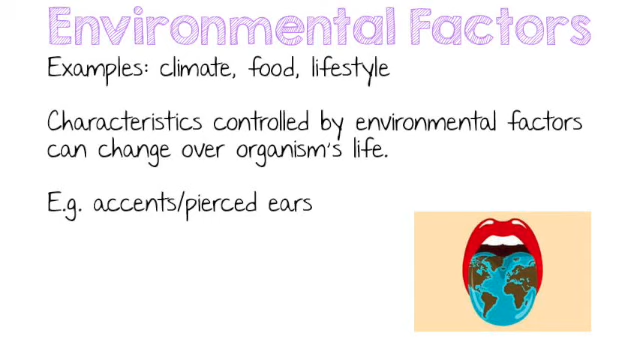 Environmental Factors
Examples: climate, food, lifestyle
Characteristics controlled by environmental factors
can change over organism's life.
E.g. accents/pierced ears